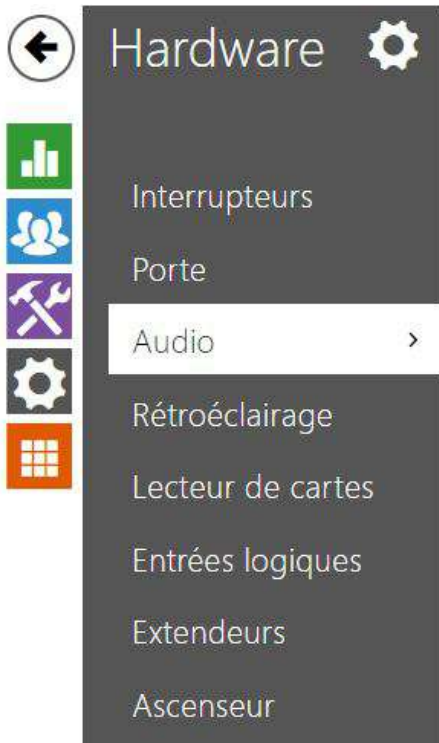 Hardware
Interrupteurs
Porte
Audio
Rétroéclairage
Lecteur de cartes
Entrées logiques
Extendeurs
Ascenseur